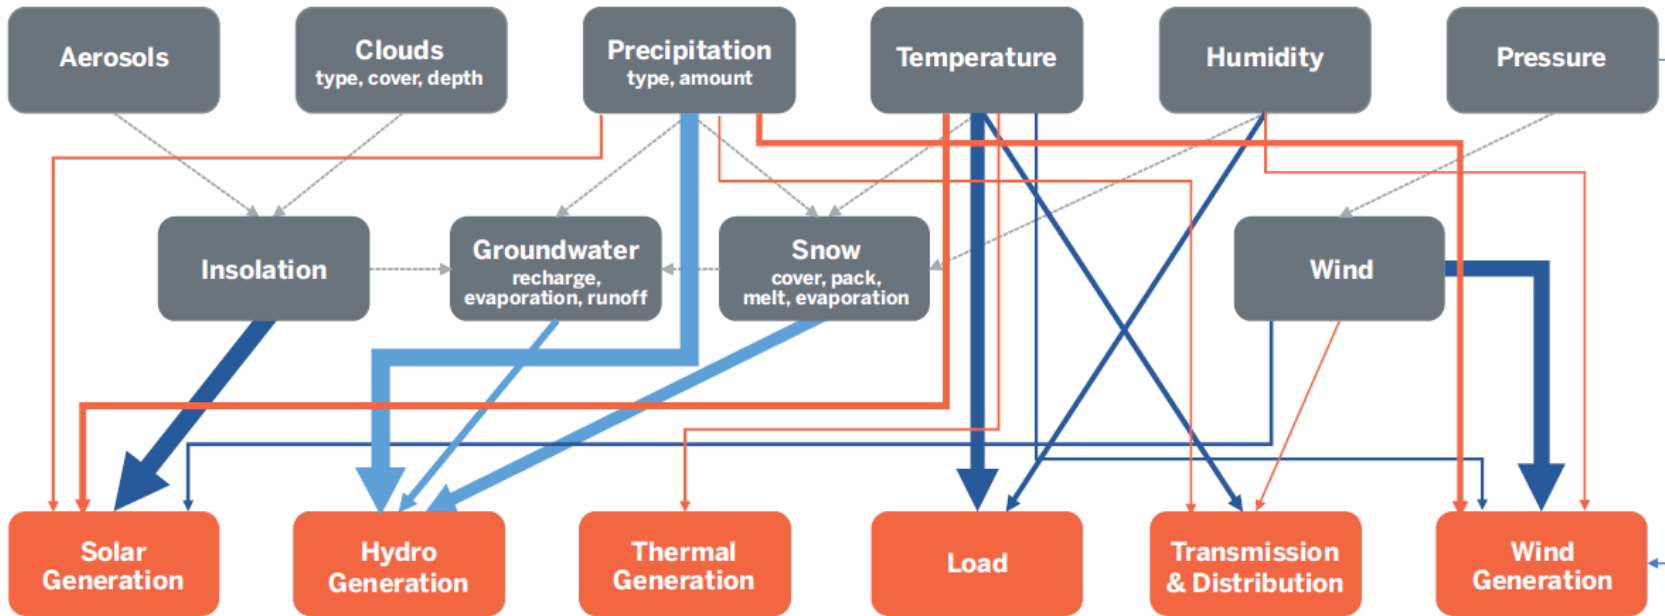 Aerosols
Clouds
type, cover, depth
Precipitation
type, amount
Temperature
Humidity
Pressure
Insolation
Groundwater
recharge,
evaporation, runoff
Snow
cover, pack,
melt, evaporation
Wind
Solar
Generation
Hydro
Generation
Thermal
Generation
Load
Transmission
& Distribution
Wind
Generation